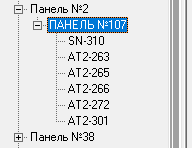 Панель №2
ПАНЕЛЬ №107
SN-310
AT2-263
AT2-265
AT2-266
AT2-272
AT2-301
Панель №38